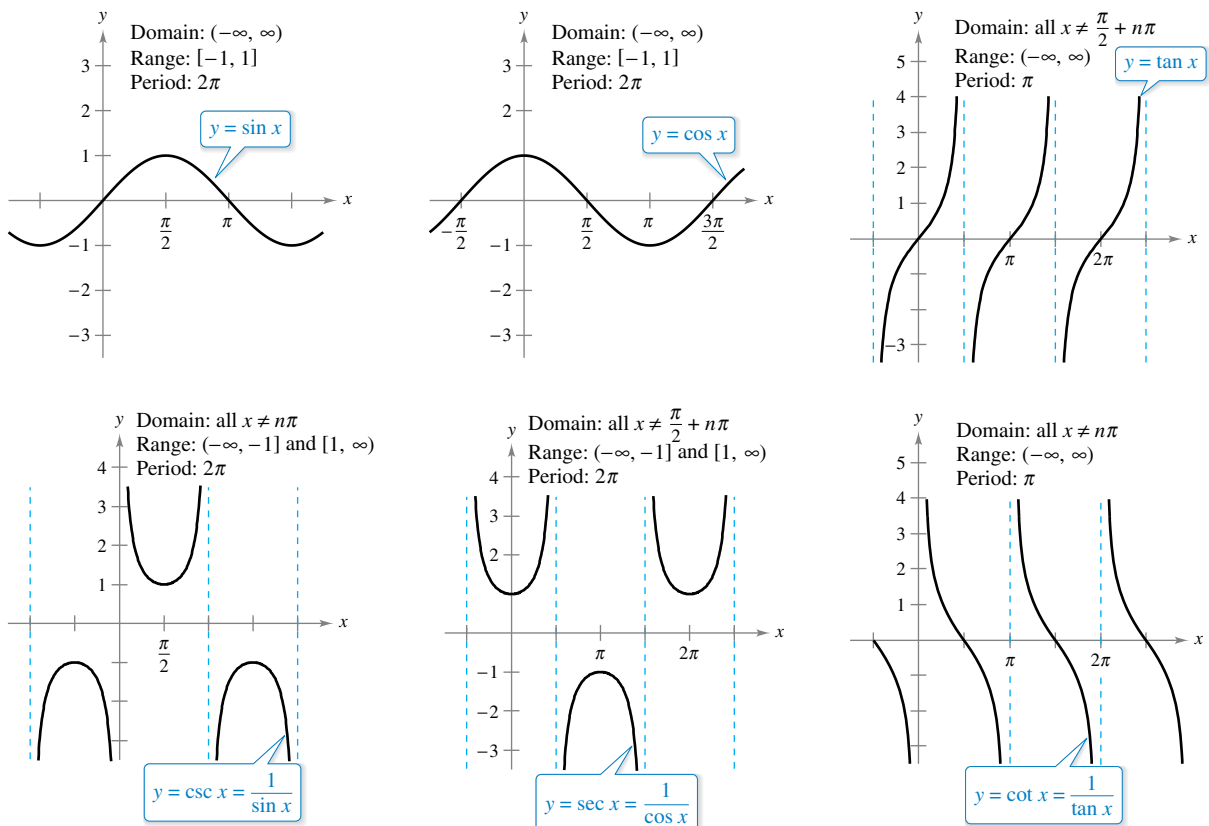 y
Domain: (−∞, ∞)
Range: [−1, 1]
Period: 2π
3
2
1
y = sin x
x
π/2
π
−1
−2
−3
y
Domain: (−∞, ∞)
Range: [−1, 1]
Period: 2π
3
2
1
y = cos x
x
−π/2
π/2
π
3π/2
−1
−2
−3
y
Domain: all x ≠ π/2 + nπ
Range: (−∞, ∞)
Period: π
y = tan x
5
4
3
2
1
x
π
2π
−3
y
Domain: all x ≠ nπ
Range: (−∞, −1] and [1, ∞)
Period: 2π
4
3
2
1
x
π/2
y = csc x = 1/sin x
y
Domain: all x ≠ π/2 + nπ
Range: (−∞, −1] and [1, ∞)
Period: 2π
4
3
2
x
π
2π
−1
−2
−3
y = sec x = 1/cos x
y
Domain: all x ≠ nπ
Range: (−∞, ∞)
Period: π
5
4
3
2
1
x
π
2π
y = cot x = 1/tan x